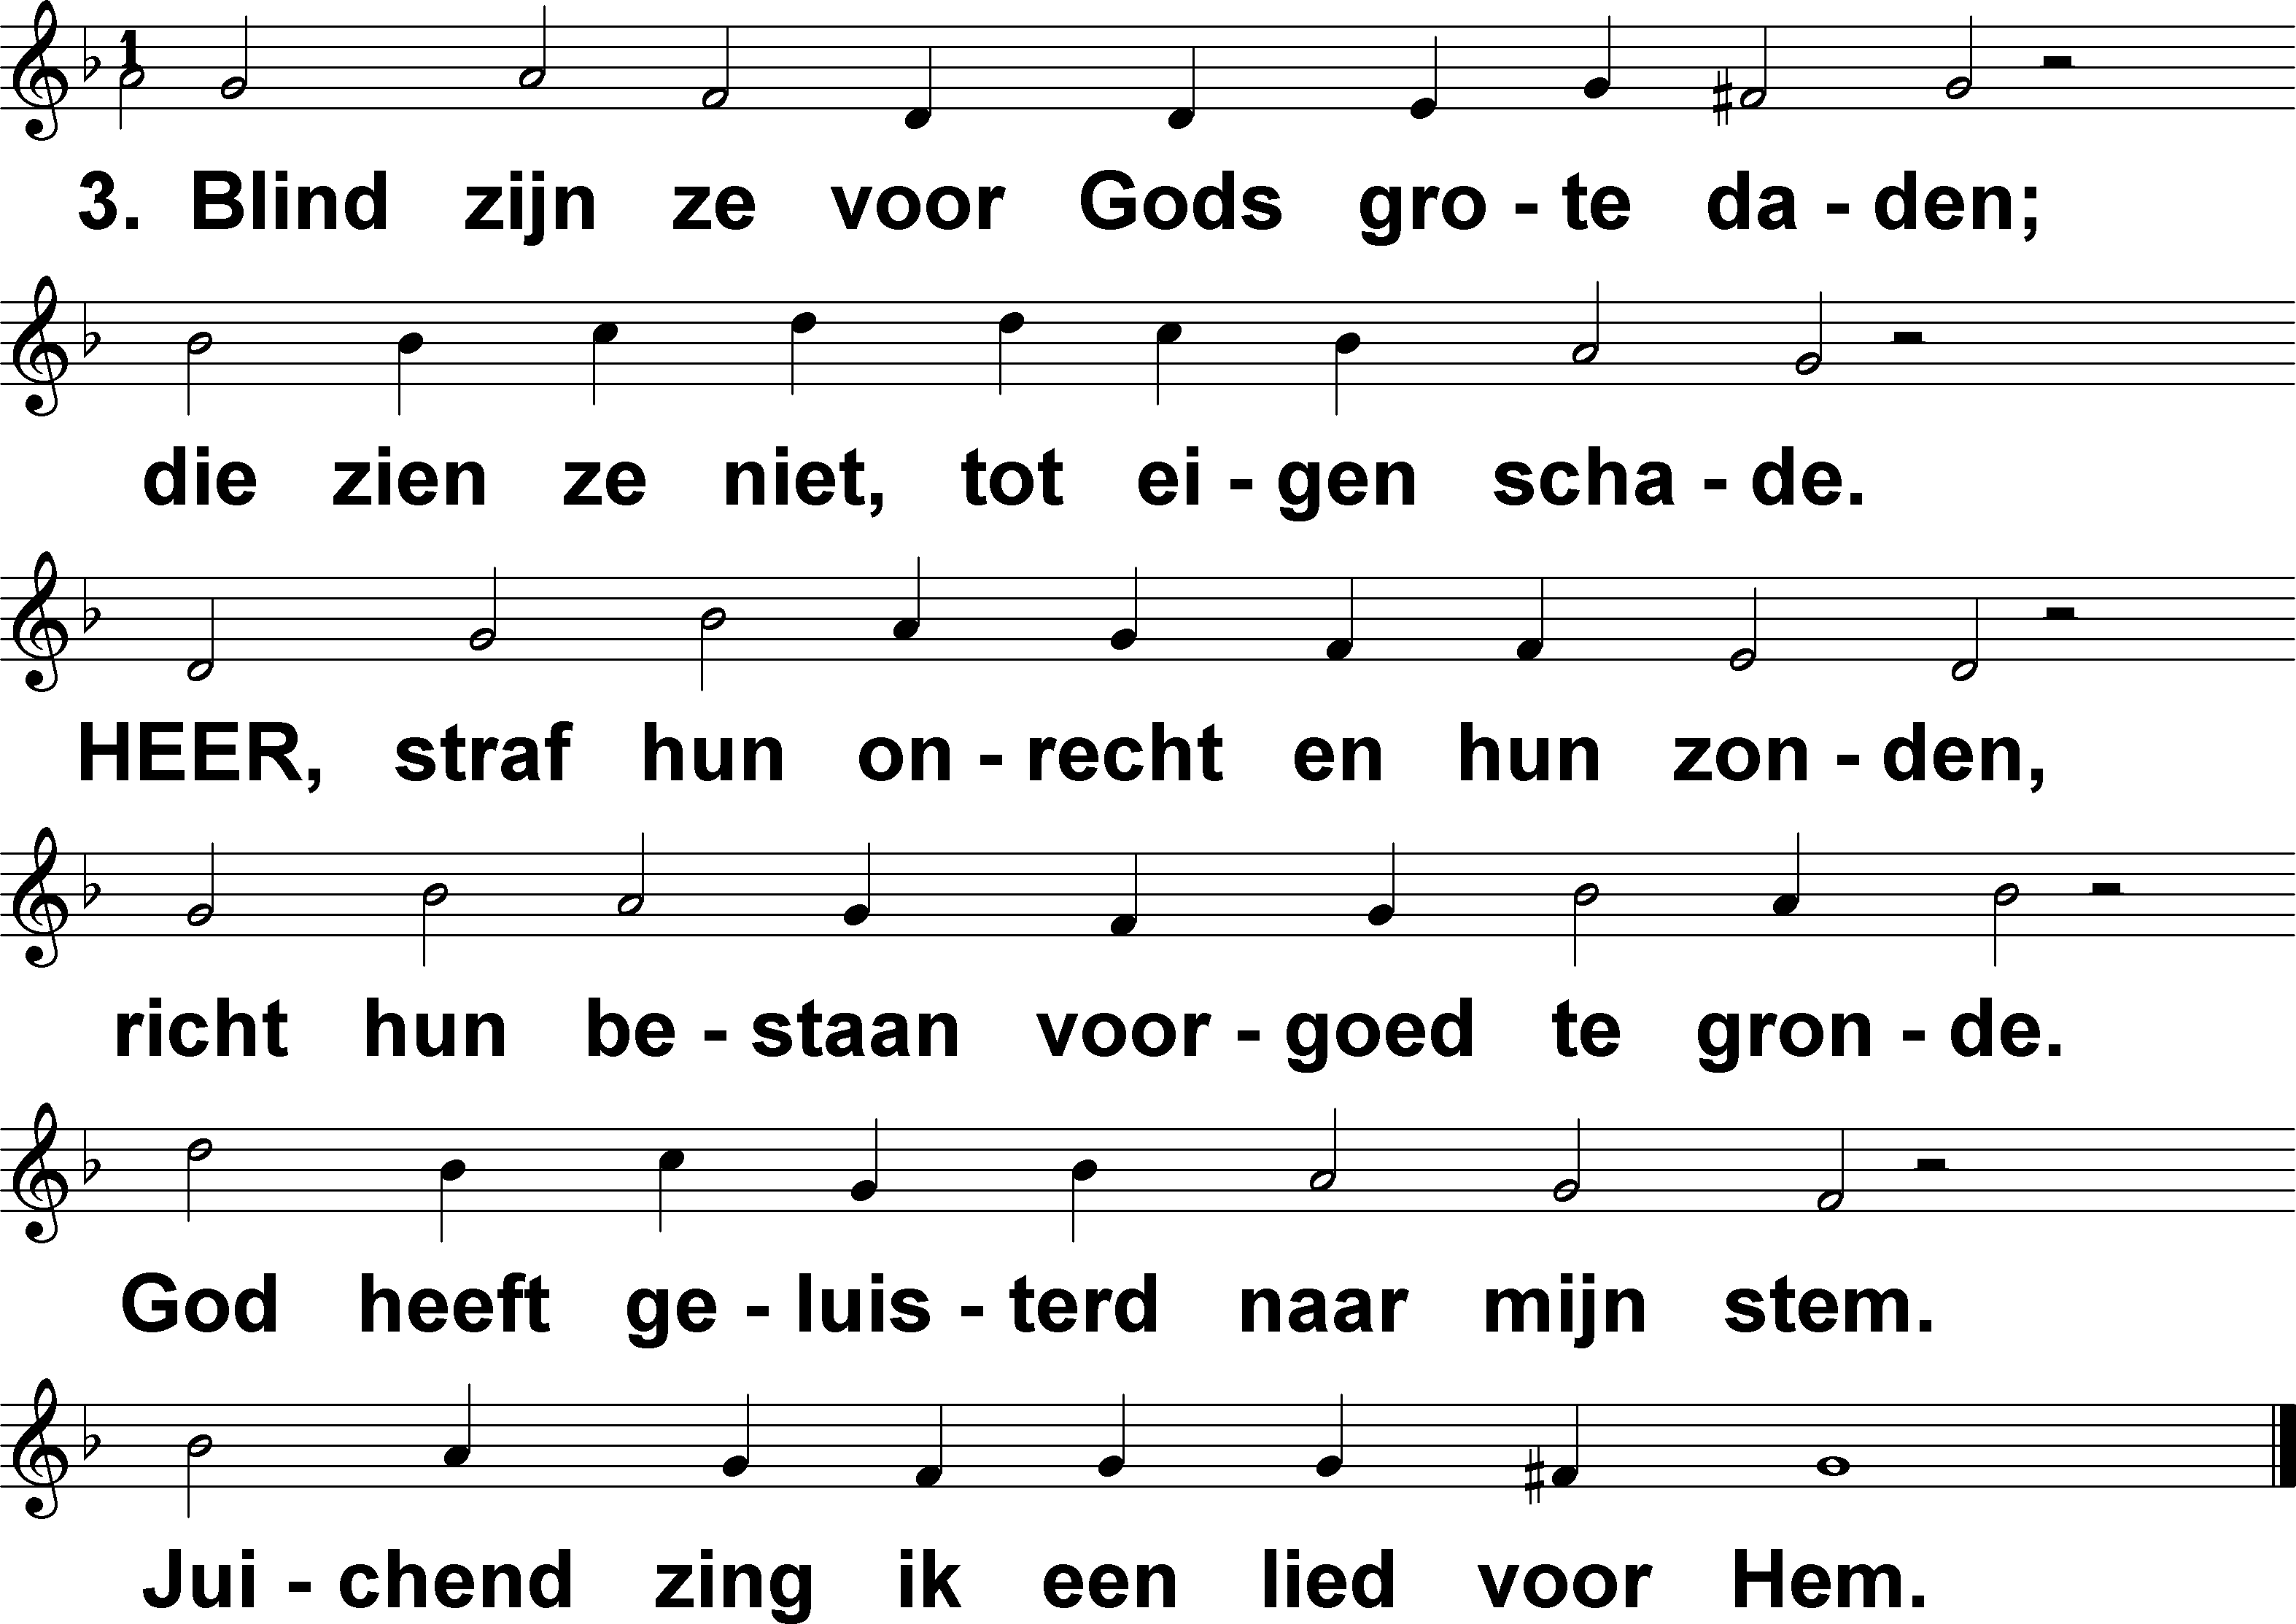 1
3. Blind zijn ze voor Gods gro - te da - den;
die zien ze niet, tot ei - gen scha - de.
HEER, straf hun on - recht en hun zon - den,
richt hun be - staan voor - goed te gron - de.
God heeft ge - luis - terd naar mijn stem.
Jui - chend zing ik een lied voor Hem.